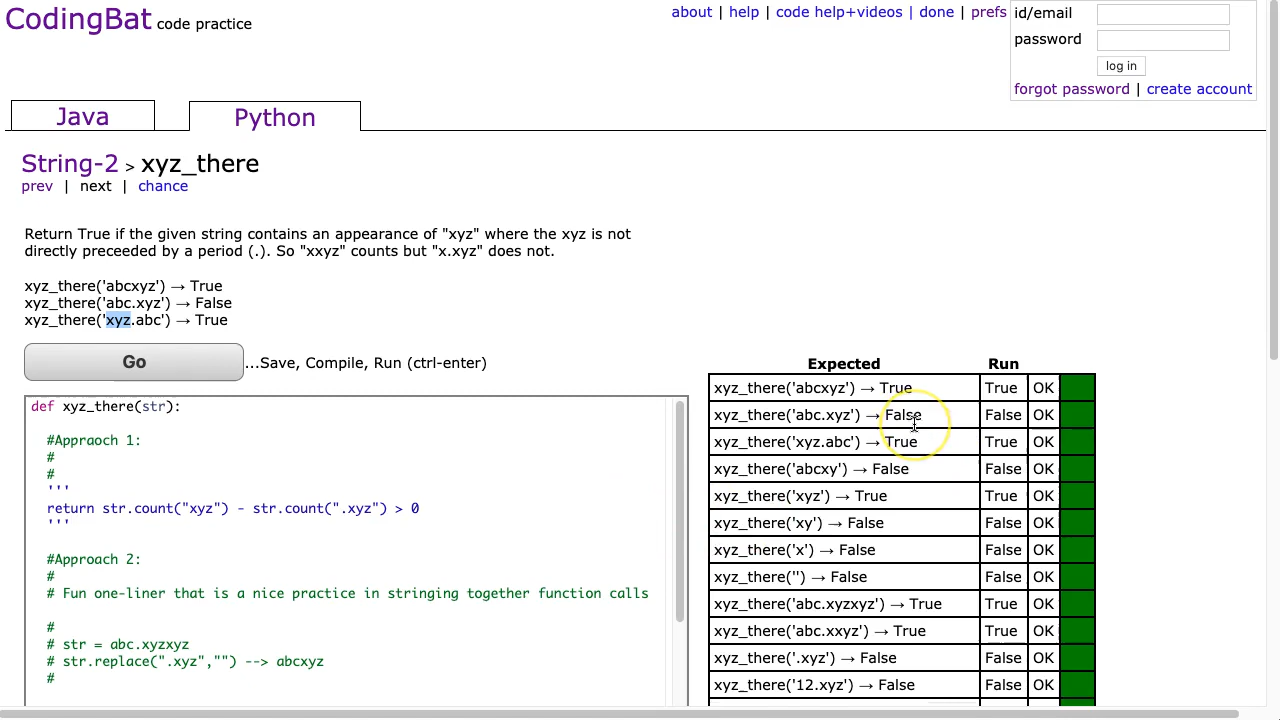 CodingBat code practice
about | help | code help+videos | done | prefs
id/email
password
log in
forgot password | create account
Java
Python
String-2 > xyz_there
prev | next | chance
Return True if the given string contains an appearance of "xyz" where the xyz is not
directly preceeded by a period (.). So "xxyz" counts but "x.xyz" does not.
xyz_there('abcxyz') → True
xyz_there('abc.xyz') → False
xyz_there('xyz.abc') → True
Go ...Save, Compile, Run (ctrl-enter)
def xyz_there(str):
#Appraoch 1:
#
#
'''
return str.count("xyz") - str.count(".xyz") > 0
'''
#Approach 2:
#
# Fun one-liner that is a nice practice in stringing together function calls
#
# str = abc.xyzxyz
# str.replace(".xyz","") --> abcxyz
#
Expected Run
xyz_there('abcxyz') → True True OK
xyz_there('abc.xyz') → False False OK
xyz_there('xyz.abc') → True True OK
xyz_there('abcxy') → False False OK
xyz_there('xyz') → True True OK
xyz_there('xy') → False False OK
xyz_there('x') → False False OK
xyz_there('') → False False OK
xyz_there('abc.xyzxyz') → True True OK
xyz_there('abc.xxyz') → True True OK
xyz_there('.xyz') → False False OK
xyz_there('12.xyz') → False False OK